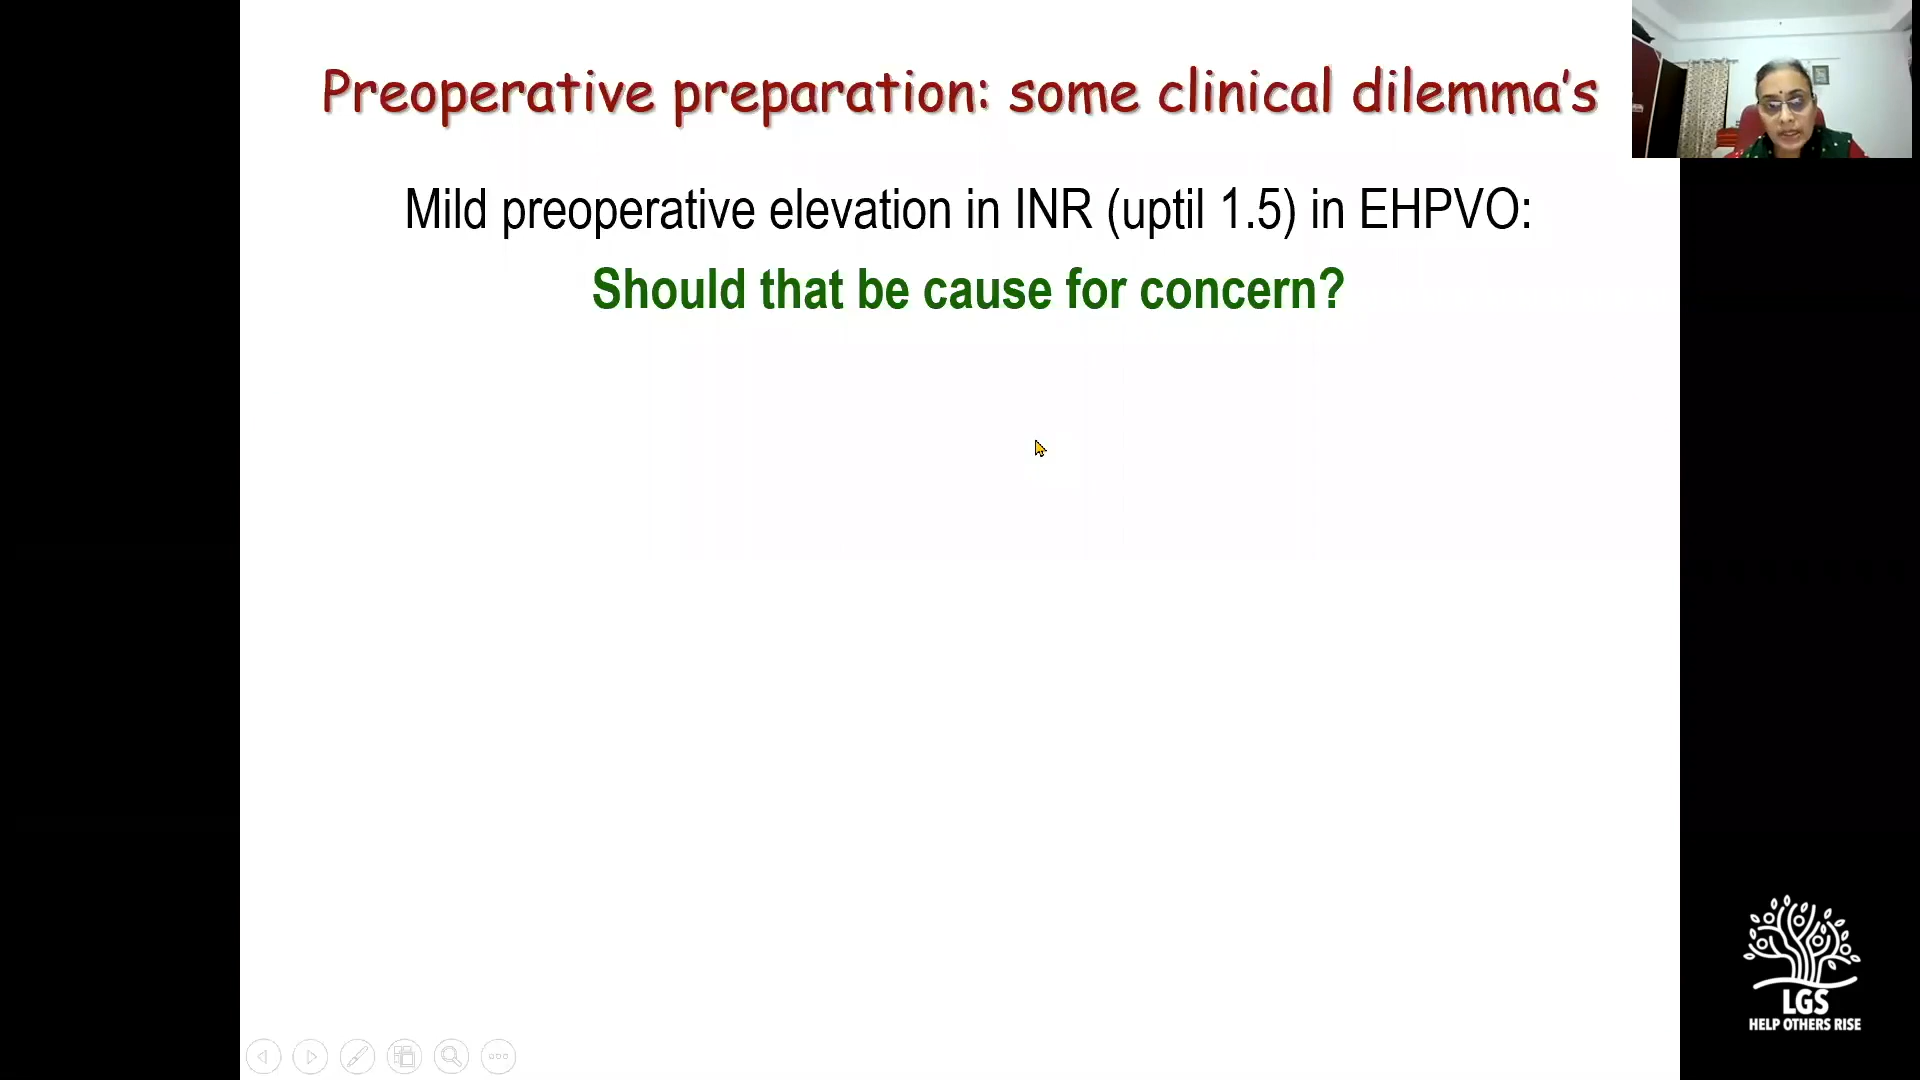 Preoperative preparation: some clinical dilemma's
Mild preoperative elevation in INR (uptil 1.5) in EHPVO:
Should that be cause for concern?
LGS
HELP OTHERS RISE